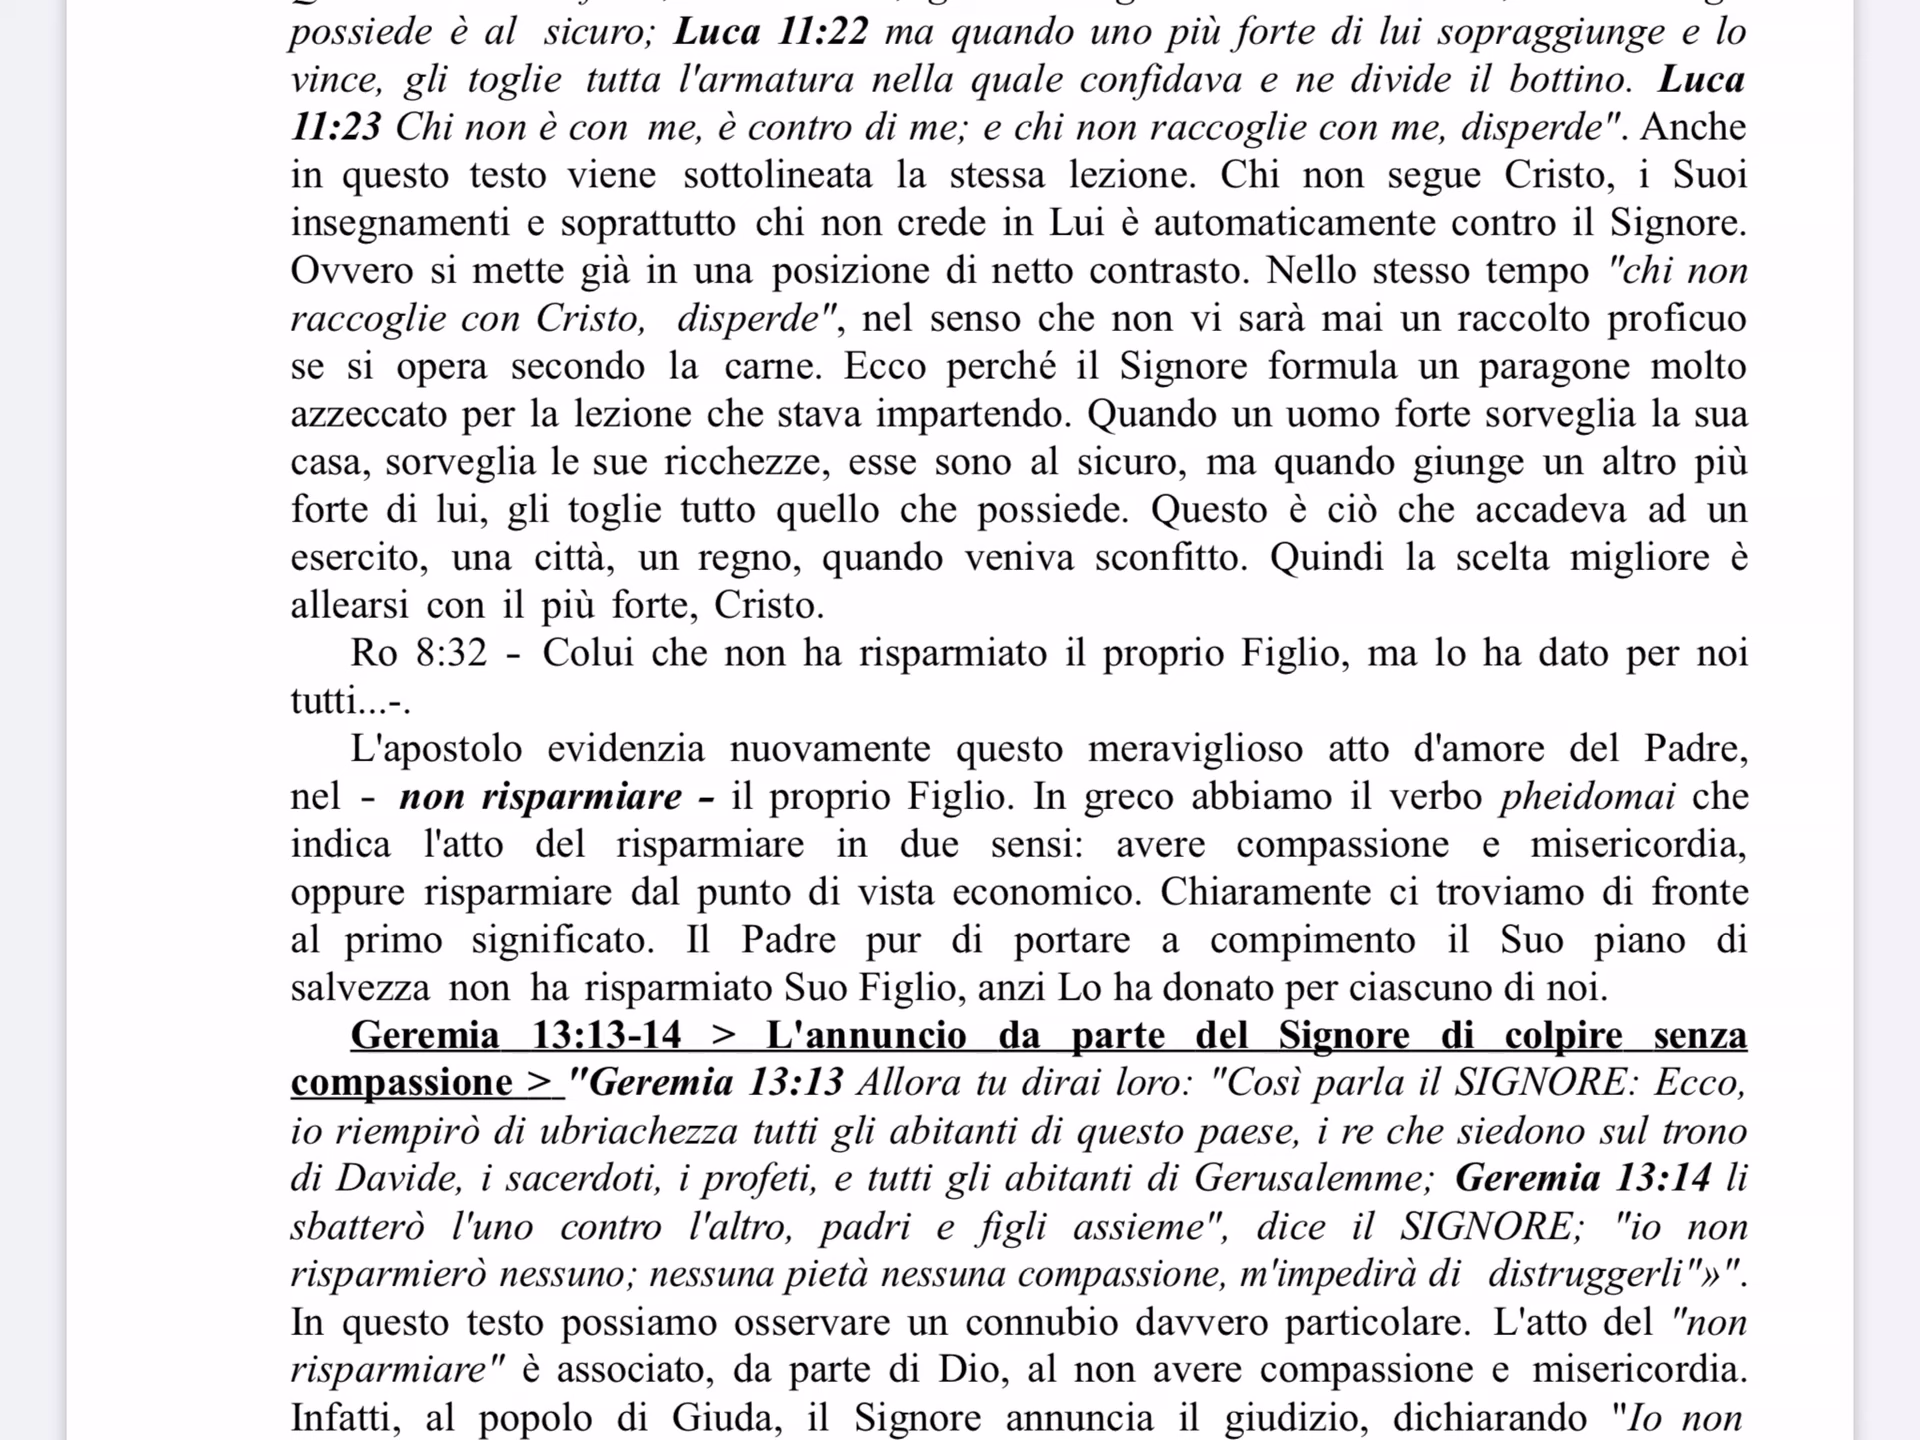 possiede è al sicuro; Luca 11:22 ma quando uno più forte di lui sopraggiunge e lo
vince, gli toglie tutta l'armatura nella quale confidava e ne divide il bottino. Luca
11:23 Chi non è con me, è contro di me; e chi non raccoglie con me, disperde". Anche
in questo testo viene sottolineata la stessa lezione. Chi non segue Cristo, i Suoi
insegnamenti e soprattutto chi non crede in Lui è automaticamente contro il Signore.
Ovvero si mette già in una posizione di netto contrasto. Nello stesso tempo "chi non
raccoglie con Cristo, disperde", nel senso che non vi sarà mai un raccolto proficuo
se si opera secondo la carne. Ecco perché il Signore formula un paragone molto
azzeccato per la lezione che stava impartendo. Quando un uomo forte sorveglia la sua
casa, sorveglia le sue ricchezze, esse sono al sicuro, ma quando giunge un altro più
forte di lui, gli toglie tutto quello che possiede. Questo è ciò che accadeva ad un
esercito, una città, un regno, quando veniva sconfitto. Quindi la scelta migliore è
allearsi con il più forte, Cristo.
Ro 8:32 - Colui che non ha risparmiato il proprio Figlio, ma lo ha dato per noi
tutti...-.
L'apostolo evidenzia nuovamente questo meraviglioso atto d'amore del Padre,
nel - non risparmiare - il proprio Figlio. In greco abbiamo il verbo pheidomai che
indica l'atto del risparmiare in due sensi: avere compassione e misericordia,
oppure risparmiare dal punto di vista economico. Chiaramente ci troviamo di fronte
al primo significato. Il Padre pur di portare a compimento il Suo piano di
salvezza non ha risparmiato Suo Figlio, anzi Lo ha donato per ciascuno di noi.
Geremia 13:13-14 > L'annuncio da parte del Signore di colpire senza
compassione > "Geremia 13:13 Allora tu dirai loro: "Così parla il SIGNORE: Ecco,
io riempirò di ubriachezza tutti gli abitanti di questo paese, i re che siedono sul trono
di Davide, i sacerdoti, i profeti, e tutti gli abitanti di Gerusalemme; Geremia 13:14 li
sbatterò l'uno contro l'altro, padri e figli assieme", dice il SIGNORE; "io non
risparmierò nessuno; nessuna pietà nessuna compassione, m'impedirà di distruggerli"»".
In questo testo possiamo osservare un connubio davvero particolare. L'atto del "non
risparmiare" è associato, da parte di Dio, al non avere compassione e misericordia.
Infatti, al popolo di Giuda, il Signore annuncia il giudizio, dichiarando "Io non